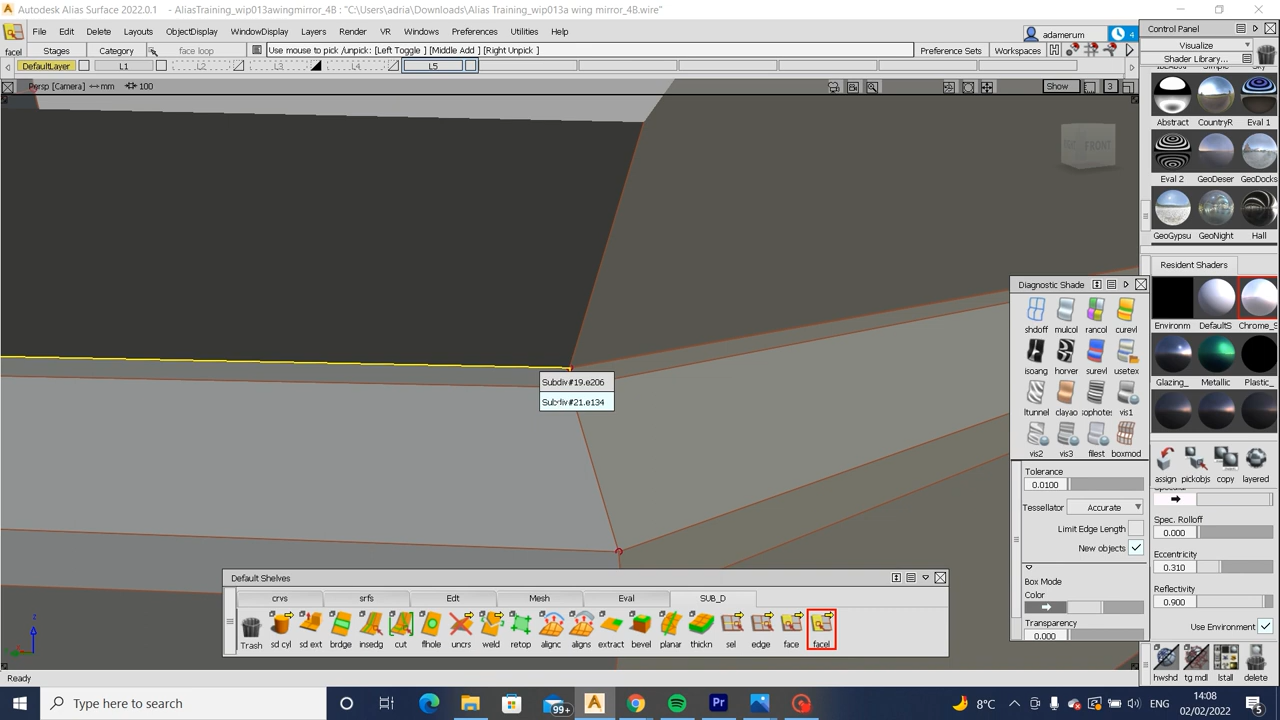 Autodesk Alias Surface 2022.0.1 - AliasTraining_wip013awingmirror_4B : "C:\Users\adria\Downloads\Alias Training_wip013a wing mirror_4B.wire"
File Edit Delete Layouts ObjectDisplay WindowDisplay Layers Render VR Windows Preferences Utilities Help
adamerum 4
facel Stages Category face loop Use mouse to pick /unpick: [Left Toggle ] [Middle Add ] [Right Unpick ] Preference Sets Workspaces
DefaultLayer L1 L2 L3 L4 L5
Persp [Camera] mm 100 Show 3
FRONT
Subdiv#19.e206
Subdiv#21.e134
Control Panel
Visualize
Shader Library...
Abstract CountryR Eval 1
Eval 2 GeoDeser GeoDocks
GeoGypsu GeoNight Hall
Resident Shaders
Environm DefaultS Chrome_S
Glazing_ Metallic Plastic_
assign pickobjs copy layered
Spec. Rolloff
0.000
Eccentricity
0.310
Reflectivity
0.900
Use Environment
hwshd tg mdl lstall delete
Diagnostic Shade
shdoff mulcol rancol curevl
isoang horver surevl usetex
ltunnel clayao isophotes vis1
vis2 vis3 filest boxmod
Tolerance
0.0100
Tessellator Accurate
Limit Edge Length
New objects
Box Mode
Color
Transparency
0.000
Default Shelves
crvs srfs Edt Mesh Eval SUB_D
Trash sd cyl sd ext brdge insedg cut flhole uncrs weld retop alignc aligns extract bevel planar thickn sel edge face facel
Ready
Type here to search
99+
8°C
ENG
14:08
02/02/2022